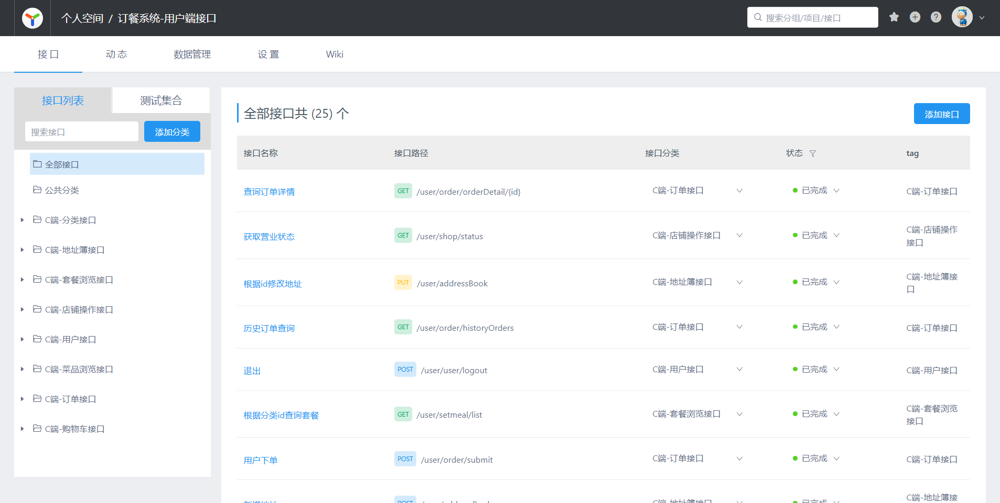 个人空间 / 订餐系统-用户端接口
搜索分组/项目/接口
接 口
动 态
数据管理
设 置
Wiki
接口列表
测试集合
搜索接口
添加分类
全部接口
公共分类
C端-分类接口
C端-地址簿接口
C端-套餐浏览接口
C端-店铺操作接口
C端-用户接口
C端-菜品浏览接口
C端-订单接口
C端-购物车接口
全部接口共 (25) 个
添加接口
接口名称 接口路径 接口分类 状态 tag
查询订单详情 GET /user/order/orderDetail/{id} C端-订单接口 已完成 C端-订单接口
获取营业状态 GET /user/shop/status C端-店铺操作接口 已完成 C端-店铺操作
接口
根据id修改地址 PUT /user/addressBook C端-地址簿接口 已完成 C端-地址簿接
口
历史订单查询 GET /user/order/historyOrders C端-订单接口 已完成 C端-订单接口
退出 POST /user/user/logout C端-用户接口 已完成 C端-用户接口
根据分类id查询套餐 GET /user/setmeal/list C端-套餐浏览接口 已完成 C端-套餐浏览
接口
用户下单 POST /user/order/submit C端-订单接口 已完成 C端-订单接口
新增地址 POST /user/addressBook C端-地址簿接口 已完成 C端-地址簿接